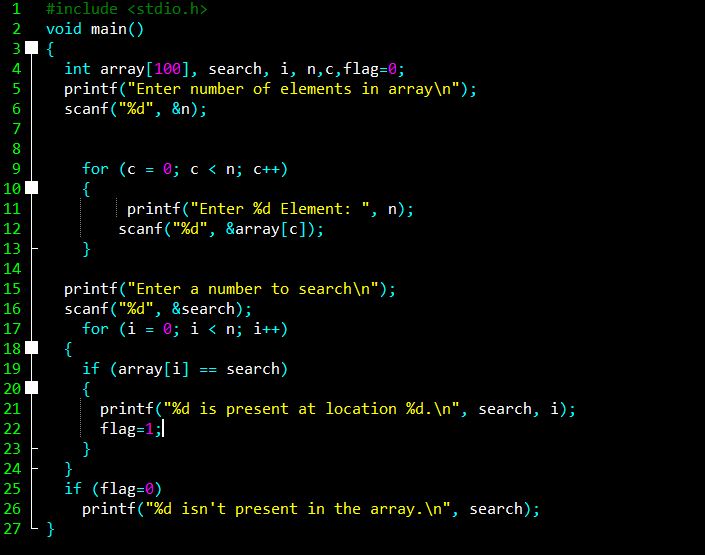 1 #include <stdio.h>
2 void main()
3 {
4 int array[100], search, i, n,c,flag=0;
5 printf("Enter number of elements in array\n");
6 scanf("%d", &n);
7
8
9 for (c = 0; c < n; c++)
10 {
11 printf("Enter %d Element: ", n);
12 scanf("%d", &array[c]);
13 }
14
15 printf("Enter a number to search\n");
16 scanf("%d", &search);
17 for (i = 0; i < n; i++)
18 {
19 if (array[i] == search)
20 {
21 printf("%d is present at location %d.\n", search, i);
22 flag=1;
23 }
24 }
25 if (flag=0)
26 printf("%d isn't present in the array.\n", search);
27 }